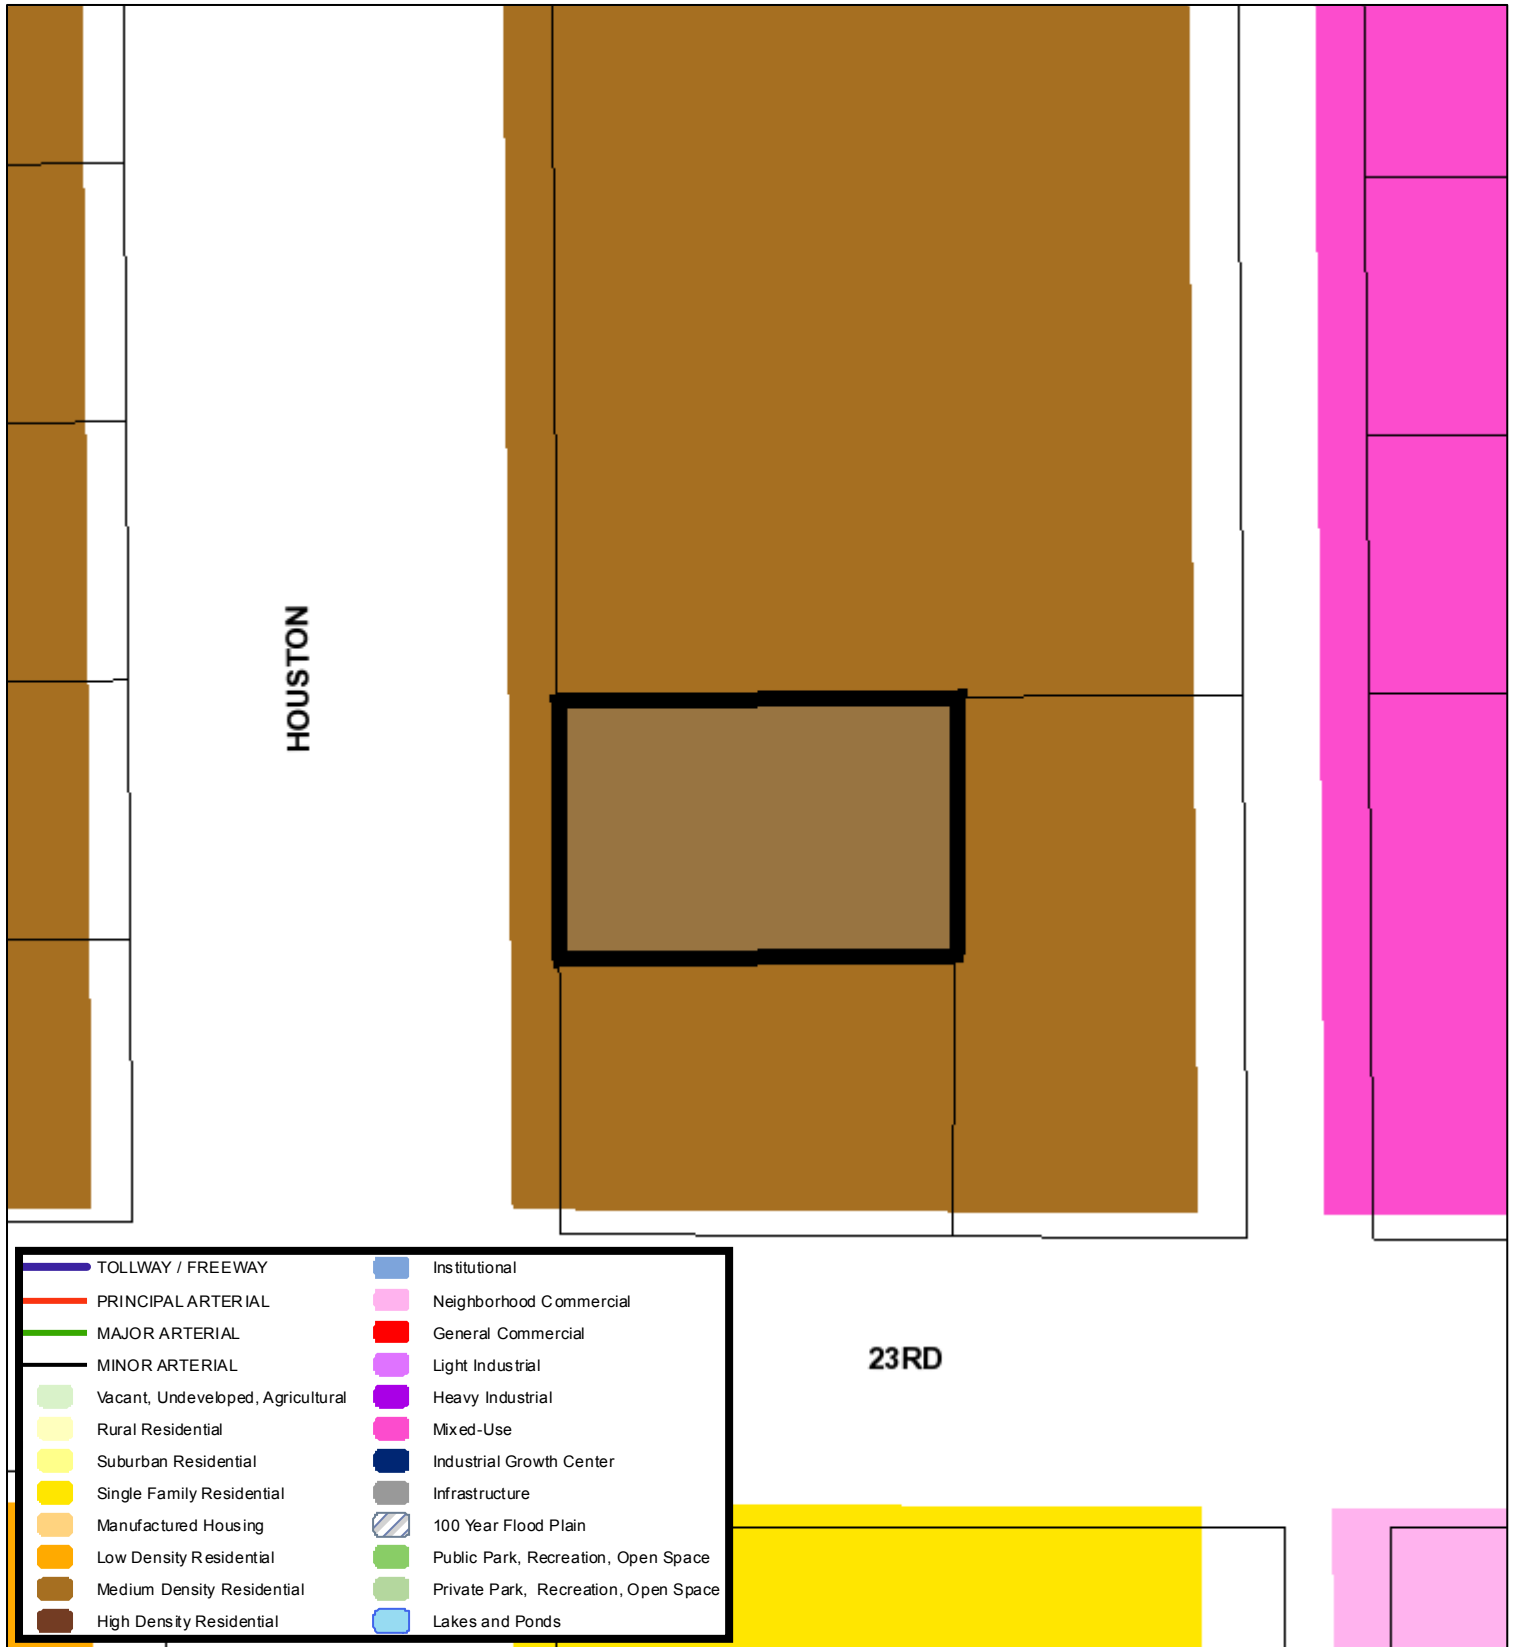 HOUSTON
23RD
TOLLWAY / FREEWAY
PRINCIPAL ARTERIAL
MAJOR ARTERIAL
MINOR ARTERIAL
Vacant, Undeveloped, Agricultural
Rural Residential
Suburban Residential
Single Family Residential
Manufactured Housing
Low Density Residential
Medium Density Residential
High Density Residential
Institutional
Neighborhood Commercial
General Commercial
Light Industrial
Heavy Industrial
Mixed-Use
Industrial Growth Center
Infrastructure
100 Year Flood Plain
Public Park, Recreation, Open Space
Private Park, Recreation, Open Space
Lakes and Ponds